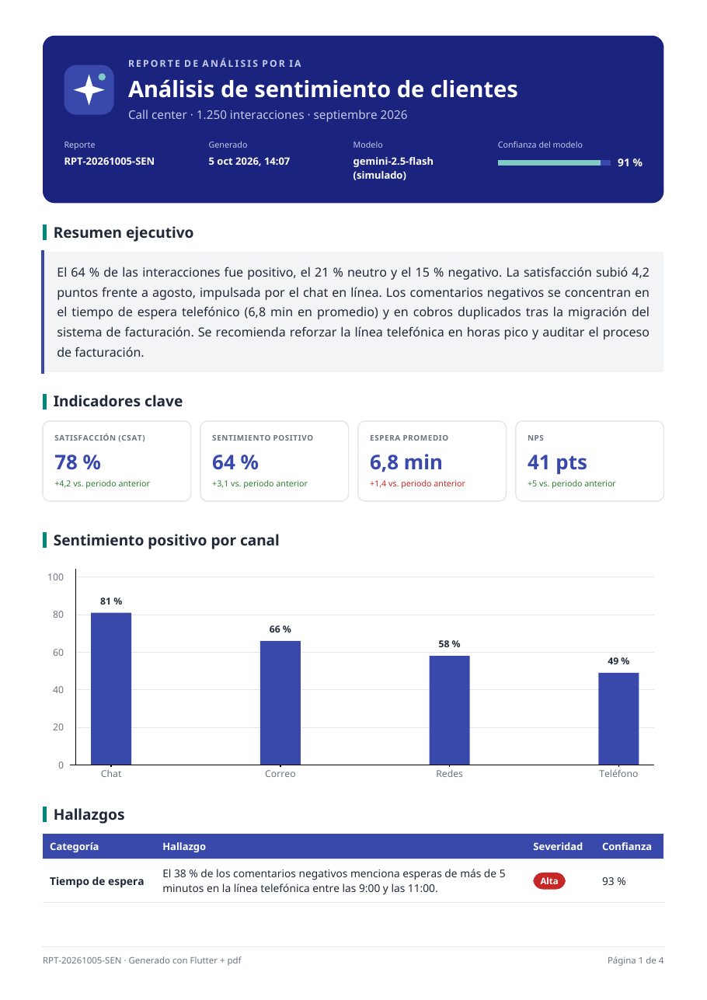 REPORTE DE ANÁLISIS POR IA
Análisis de sentimiento de clientes
Call center · 1.250 interacciones · septiembre 2026
Reporte
RPT-20261005-SEN
Generado
5 oct 2026, 14:07
Modelo
gemini-2.5-flash
(simulado)
Confianza del modelo
91 %
Resumen ejecutivo
El 64 % de las interacciones fue positivo, el 21 % neutro y el 15 % negativo. La satisfacción subió 4,2
puntos frente a agosto, impulsada por el chat en línea. Los comentarios negativos se concentran en
el tiempo de espera telefónico (6,8 min en promedio) y en cobros duplicados tras la migración del
sistema de facturación. Se recomienda reforzar la línea telefónica en horas pico y auditar el proceso
de facturación.
Indicadores clave
SATISFACCIÓN (CSAT)
78 %
+4,2 vs. periodo anterior
SENTIMIENTO POSITIVO
64 %
+3,1 vs. periodo anterior
ESPERA PROMEDIO
6,8 min
+1,4 vs. periodo anterior
NPS
41 pts
+5 vs. periodo anterior
Sentimiento positivo por canal
100
80
60
40
20
0
81 %
66 %
58 %
49 %
Chat
Correo
Redes
Teléfono
Hallazgos
Categoría Hallazgo Severidad Confianza
Tiempo de espera
El 38 % de los comentarios negativos menciona esperas de más de 5
minutos en la línea telefónica entre las 9:00 y las 11:00.
Alta
93 %
RPT-20261005-SEN · Generado con Flutter + pdf
Página 1 de 4